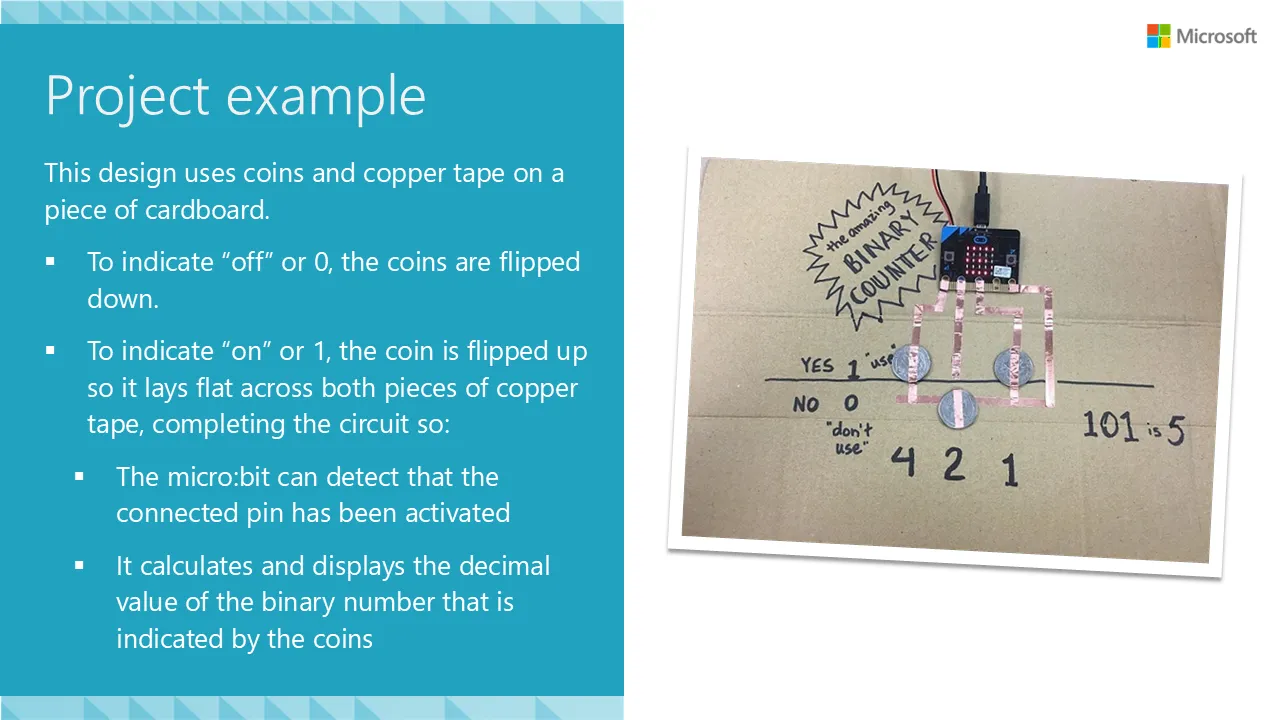 Microsoft
Project example
This design uses coins and copper tape on a
piece of cardboard.
▪ To indicate “off” or 0, the coins are flipped
down.
▪ To indicate “on” or 1, the coin is flipped up
so it lays flat across both pieces of copper
tape, completing the circuit so:
▪ The micro:bit can detect that the
connected pin has been activated
▪ It calculates and displays the decimal
value of the binary number that is
indicated by the coins
the amazing
BINARY
COUNTER
YES 1 "use"
NO 0
"don't
use"
4 2 1
101 is 5